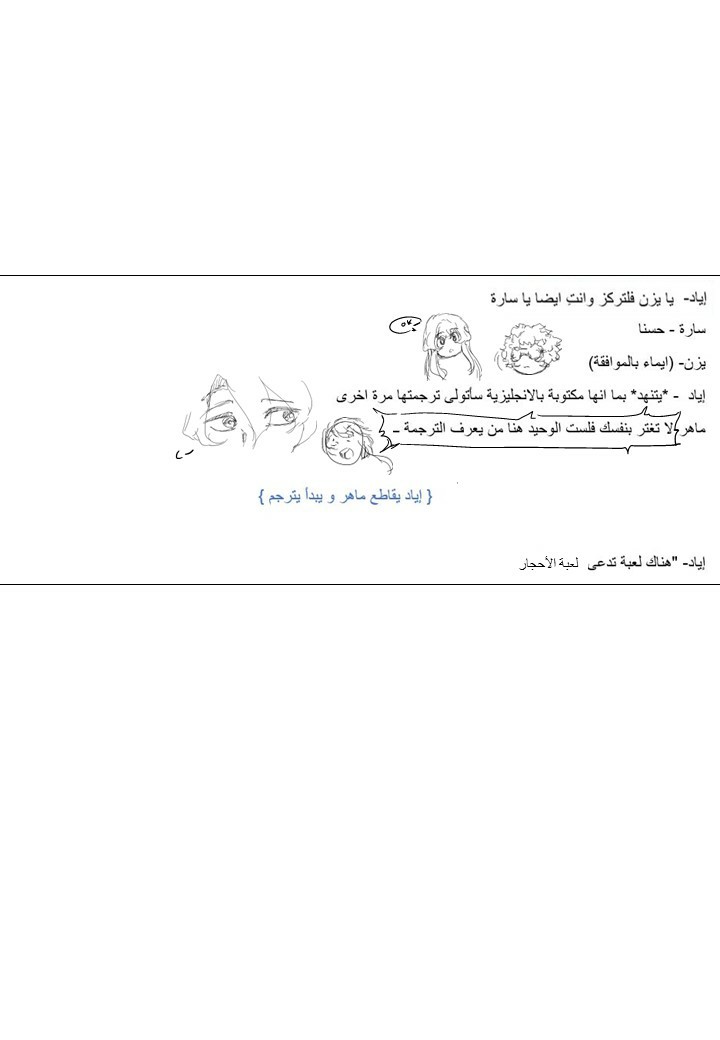 إياد-  يا يزن فلتركز وانتِ ايضا يا سارة
سارة - حسنا
OK!
يزن- (ايماء بالموافقة)
إياد  - *يتنهد* بما انها مكتوبة بالانجليزية سأتولى ترجمتها مرة اخرى
ماهر لا تغتر بنفسك فلست الوحيد هنا من يعرف الترجمة ــ
{ إياد يقاطع ماهر و يبدأ يترجم }
إياد- "هناك لعبة تدعى  لعبة الأحجار